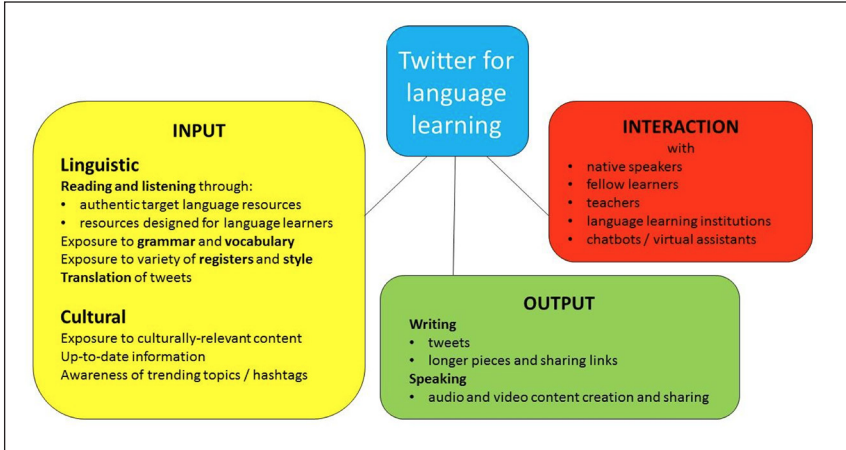 Twitter for
language
learning
INPUT
Linguistic
Reading and listening through:
• authentic target language resources
• resources designed for language learners
Exposure to grammar and vocabulary
Exposure to variety of registers and style
Translation of tweets
Cultural
Exposure to culturally-relevant content
Up-to-date information
Awareness of trending topics / hashtags
INTERACTION
with
• native speakers
• fellow learners
• teachers
• language learning institutions
• chatbots / virtual assistants
OUTPUT
Writing
• tweets
• longer pieces and sharing links
Speaking
• audio and video content creation and sharing